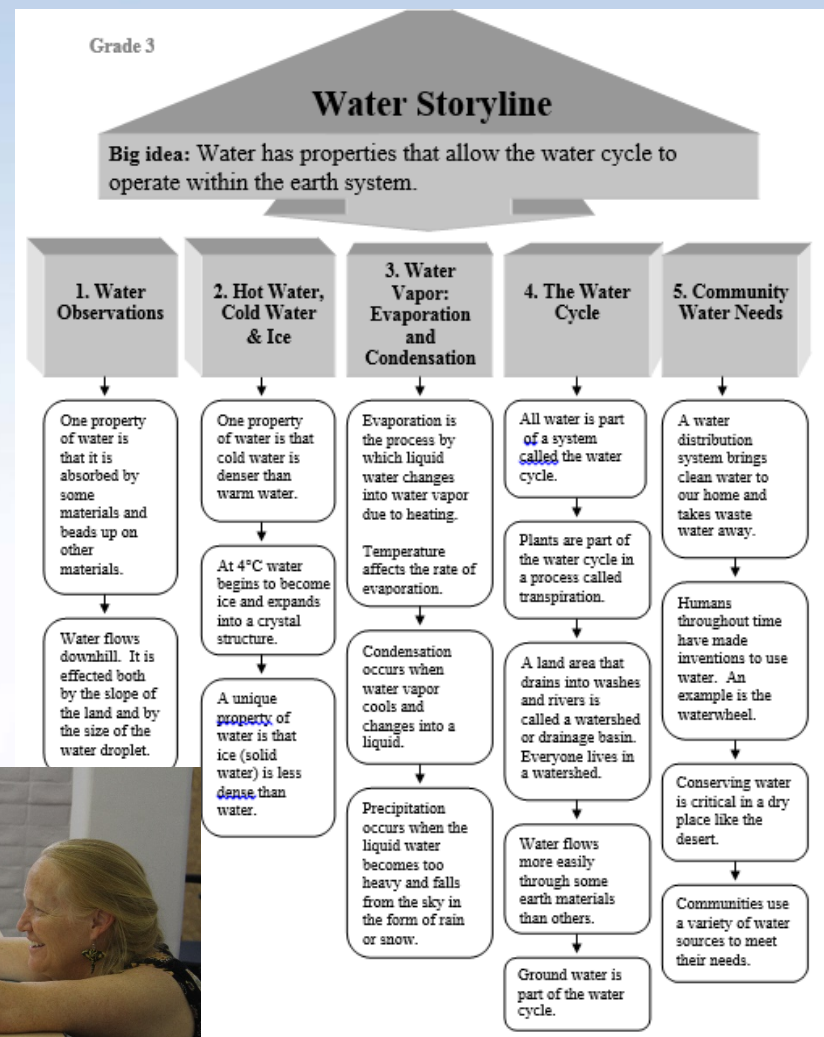 Grade 3
Water Storyline
Big idea: Water has properties that allow the water cycle to
operate within the earth system.
1. Water
Observations
One property
of water is
that it is
absorbed by
some
materials and
beads up on
other
materials.
Water flows
downhill. It is
effected both
by the slope of
the land and by
the size of the
water droplet.
2. Hot Water,
Cold Water
& Ice
One property
of water is that
cold water is
denser than
warm water.
At 4°C water
begins to become
ice and expands
into a crystal
structure.
A unique
property of
water is that
ice (solid
water) is less
dense than
water.
3. Water
Vapor:
Evaporation
and
Condensation
Evaporation is
the process by
which liquid
water changes
into water vapor
due to heating.
Temperature
affects the rate of
evaporation.
Condensation
occurs when
water vapor
cools and
changes into a
liquid.
Precipitation
occurs when the
liquid water
becomes too
heavy and falls
from the sky in
the form of rain
or snow.
4. The Water
Cycle
All water is part
of a system
called the water
cycle.
Plants are part of
the water cycle in
a process called
transpiration.
A land area that
drains into washes
and rivers is
called a watershed
or drainage basin.
Everyone lives in
a watershed.
Water flows
more easily
through some
earth materials
than others.
Ground water is
part of the water
cycle.
5. Community
Water Needs
A water
distribution
system brings
clean water to
our home and
takes waste
water away.
Humans
throughout time
have made
inventions to use
water. An
example is the
waterwheel.
Conserving water
is critical in a dry
place like the
desert.
Communities use
a variety of water
sources to meet
their needs.